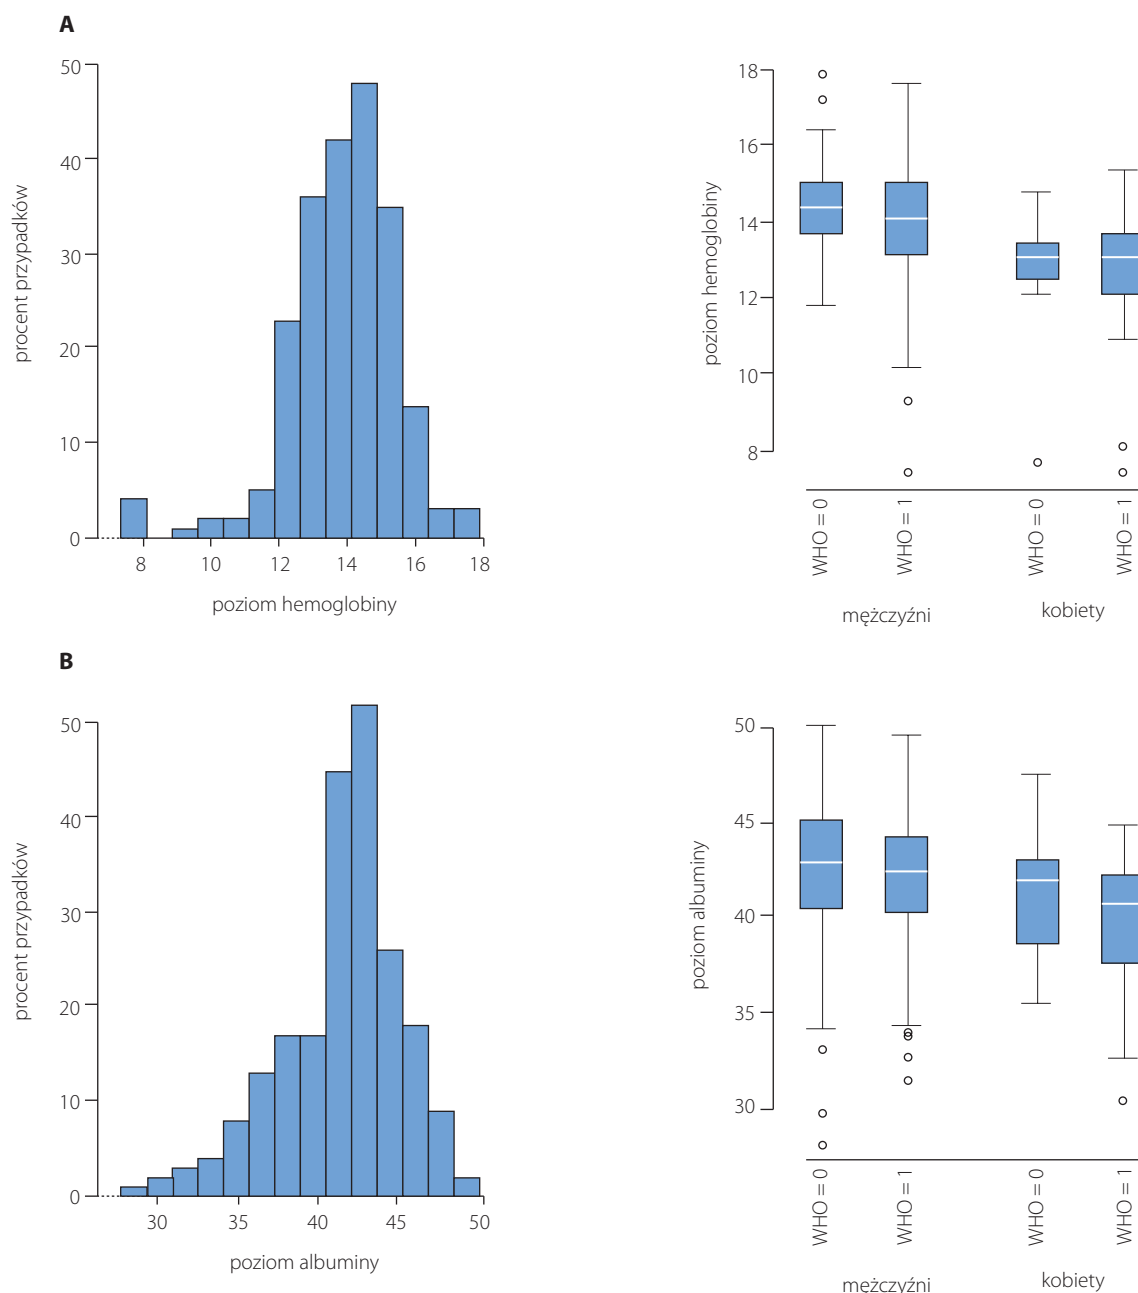 A
50
40
30
20
10
0
procent przypadków
8 10 12 14 16 18
poziom hemoglobiny
18
16
14
12
10
8
poziom hemoglobiny
WHO = 0 WHO = 1 WHO = 0 WHO = 1
mężczyźni kobiety
B
50
40
30
20
10
0
procent przypadków
30 35 40 45 50
poziom albuminy
50
45
40
35
30
poziom albuminy
WHO = 0 WHO = 1 WHO = 0 WHO = 1
mężczyźni kobiety